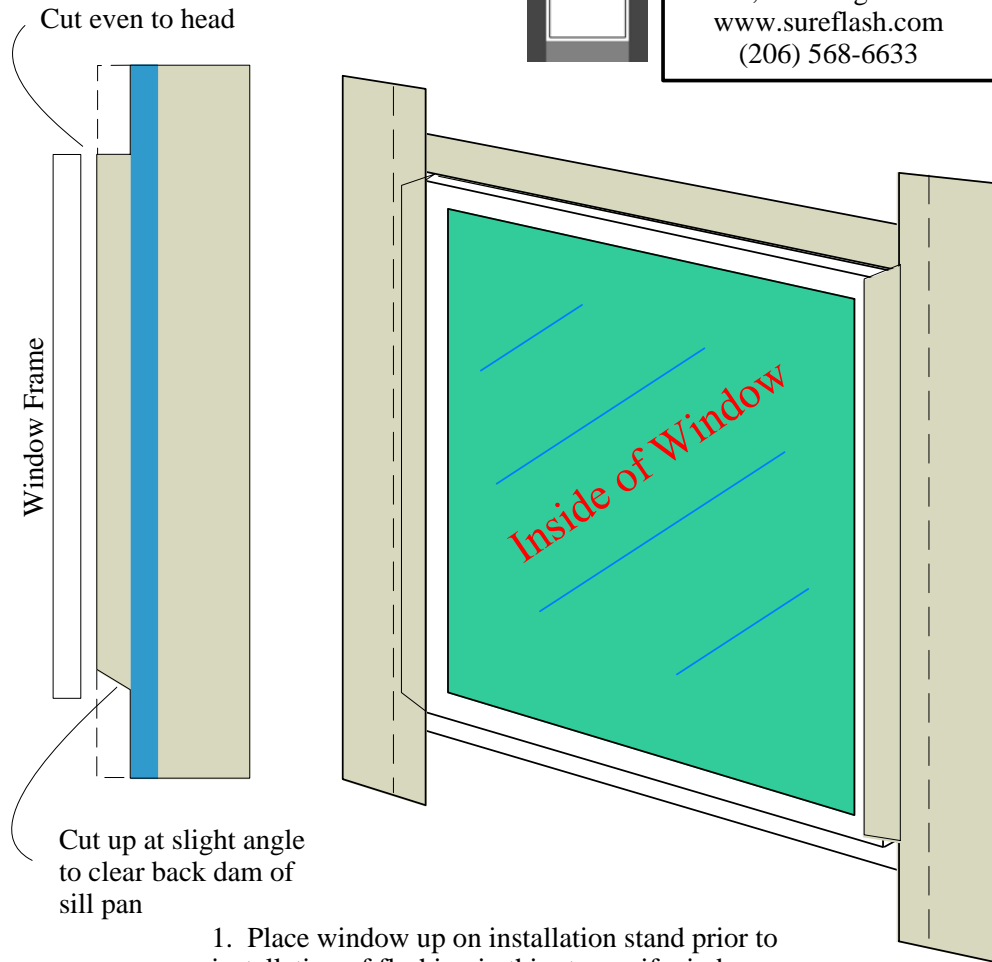 Cut even to head
www.sureflash.com
(206) 568-6633
Window Frame
Inside of Window
Cut up at slight angle
to clear back dam of
sill pan
1. Place window up on installation stand prior to